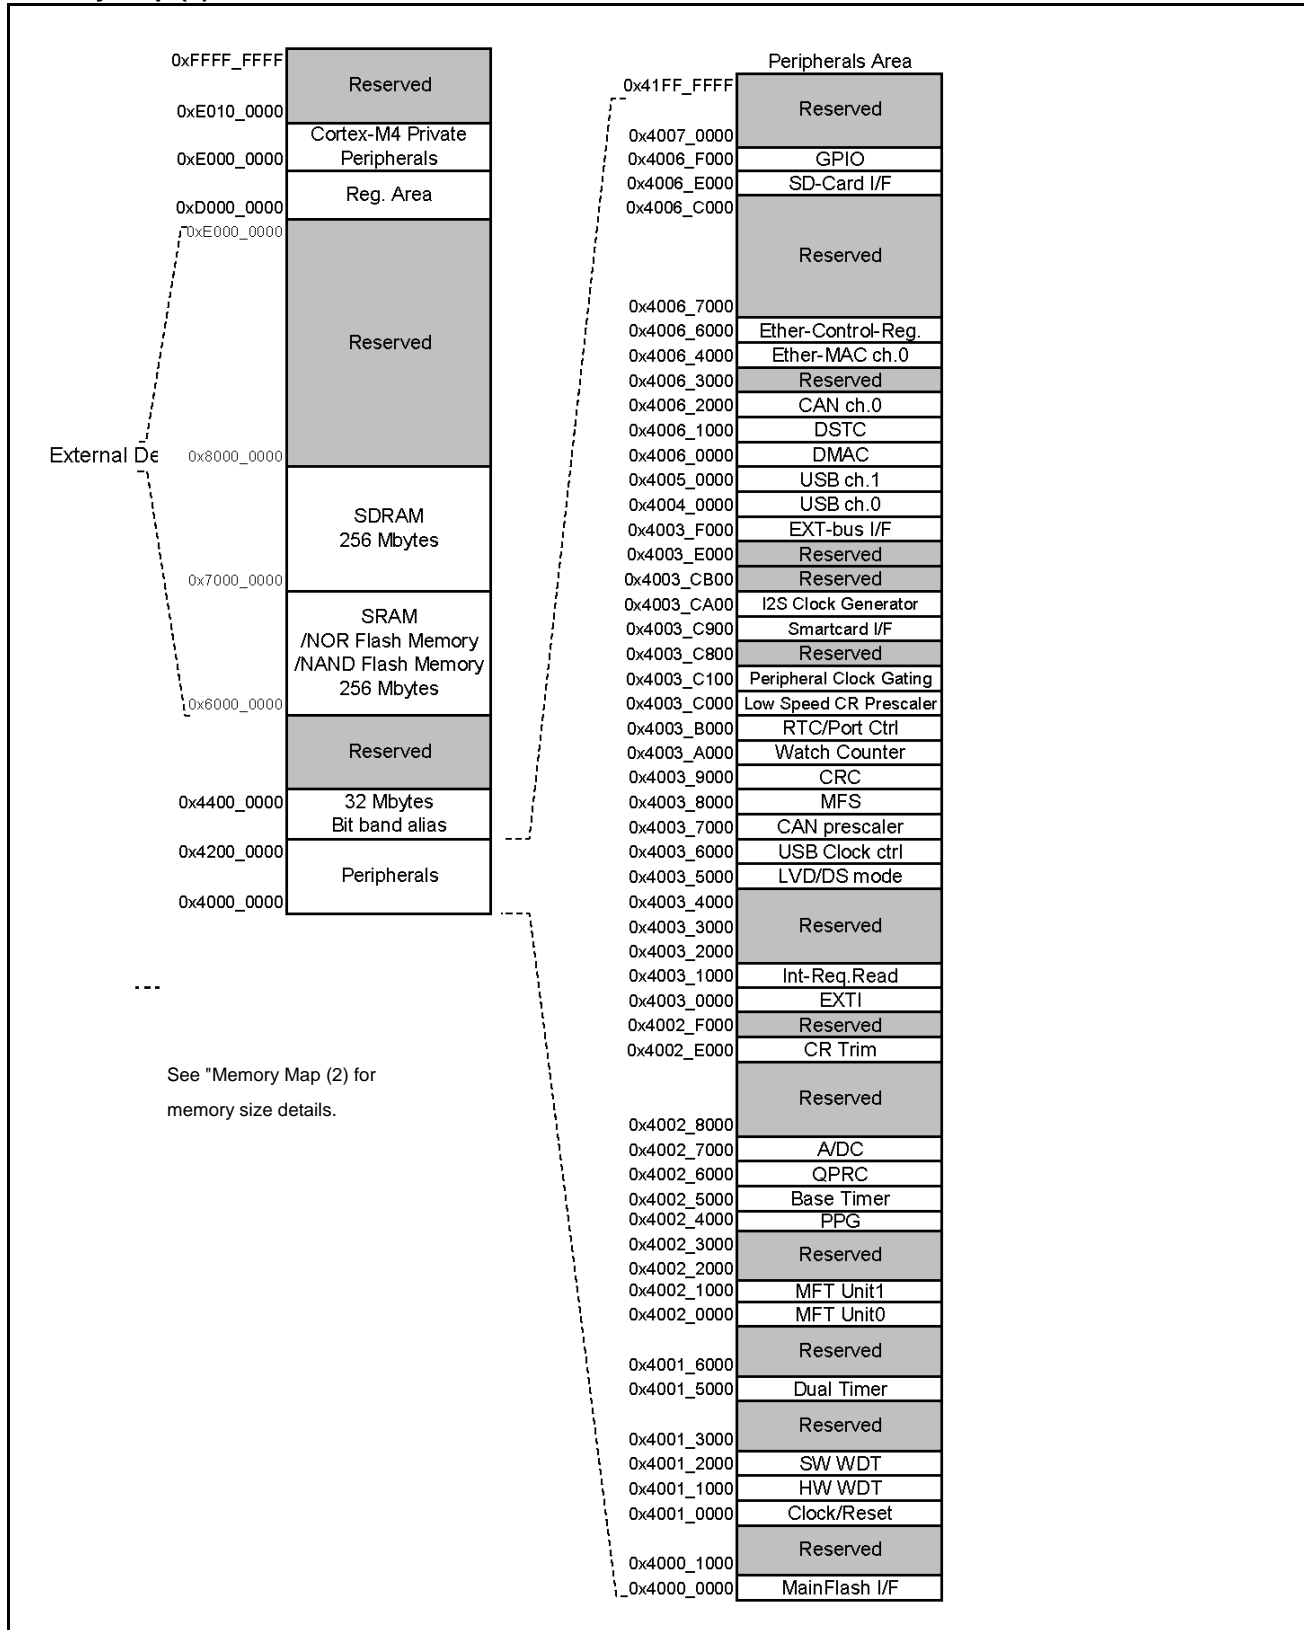 0xFFFF_FFFF
Reserved
0xE010_0000
Cortex-M4 Private
Peripherals
0xE000_0000
Reg. Area
0xD000_0000
0xE000_0000
Reserved
External De
0x8000_0000
SDRAM
256 Mbytes
0x7000_0000
SRAM
/NOR Flash Memory
/NAND Flash Memory
256 Mbytes
0x6000_0000
Reserved
0x4400_0000
32 Mbytes
Bit band alias
0x4200_0000
Peripherals
0x4000_0000
See "Memory Map (2) for
memory size details.
Peripherals Area
0x41FF_FFFF
Reserved
0x4007_0000
0x4006_F000 GPIO
0x4006_E000 SD-Card I/F
0x4006_C000
Reserved
0x4006_7000
0x4006_6000 Ether-Control-Reg.
0x4006_4000 Ether-MAC ch.0
0x4006_3000 Reserved
0x4006_2000 CAN ch.0
0x4006_1000 DSTC
0x4006_0000 DMAC
0x4005_0000 USB ch.1
0x4004_0000 USB ch.0
0x4003_F000 EXT-bus I/F
0x4003_E000 Reserved
0x4003_CB00 Reserved
0x4003_CA00 I2S Clock Generator
0x4003_C900 Smartcard I/F
0x4003_C800 Reserved
0x4003_C100 Peripheral Clock Gating
0x4003_C000 Low Speed CR Prescaler
0x4003_B000 RTC/Port Ctrl
0x4003_A000 Watch Counter
0x4003_9000 CRC
0x4003_8000 MFS
0x4003_7000 CAN prescaler
0x4003_6000 USB Clock ctrl
0x4003_5000 LVD/DS mode
0x4003_4000
0x4003_3000 Reserved
0x4003_2000
0x4003_1000 Int-Req.Read
0x4003_0000 EXTI
0x4002_F000 Reserved
0x4002_E000 CR Trim
Reserved
0x4002_8000
0x4002_7000 A/DC
0x4002_6000 QPRC
0x4002_5000 Base Timer
0x4002_4000 PPG
0x4002_3000
Reserved
0x4002_2000
0x4002_1000 MFT Unit1
0x4002_0000 MFT Unit0
Reserved
0x4001_6000
0x4001_5000 Dual Timer
Reserved
0x4001_3000
0x4001_2000 SW WDT
0x4001_1000 HW WDT
0x4001_0000 Clock/Reset
Reserved
0x4000_1000
0x4000_0000 MainFlash I/F